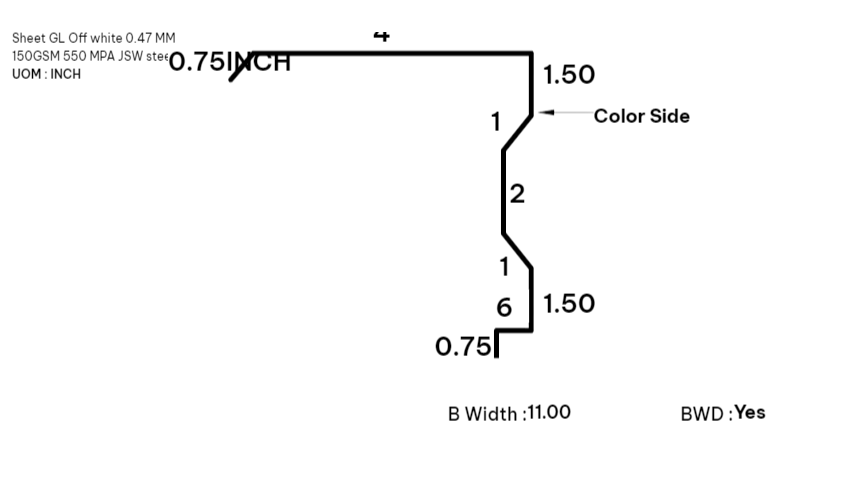 Sheet GL Off white 0.47 MM
150GSM 550 MPA JSW stee
UOM : INCH
0.75INCH
4
1.50
1
Color Side
2
1
6
1.50
0.75
B Width :11.00
BWD :Yes